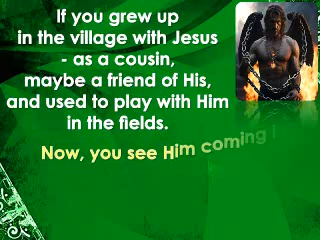 If you grew up
in the village with Jesus
- as a cousin,
maybe a friend of His,
and used to play with Him
in the fields.
Now, you see Him coming